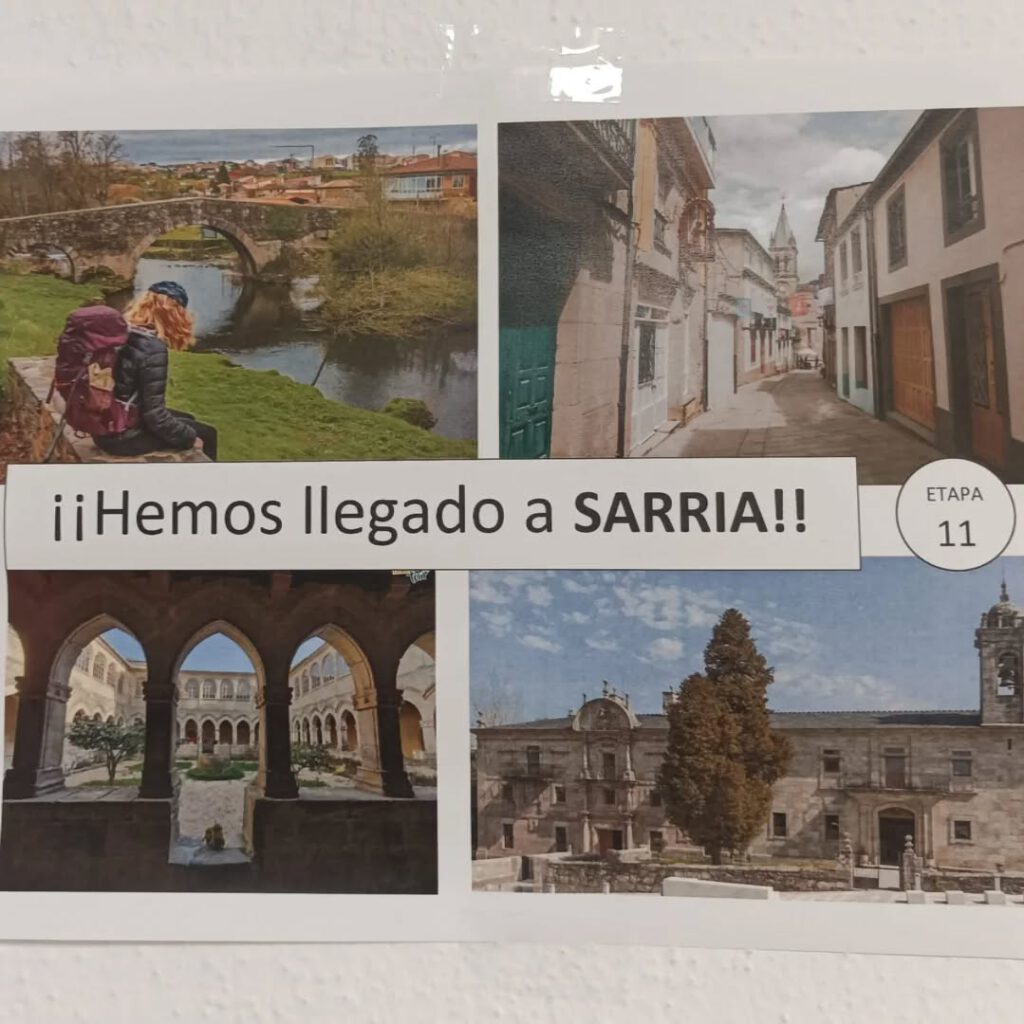 ¡¡Hemos llegado a SARRIA!!
ETAPA
11